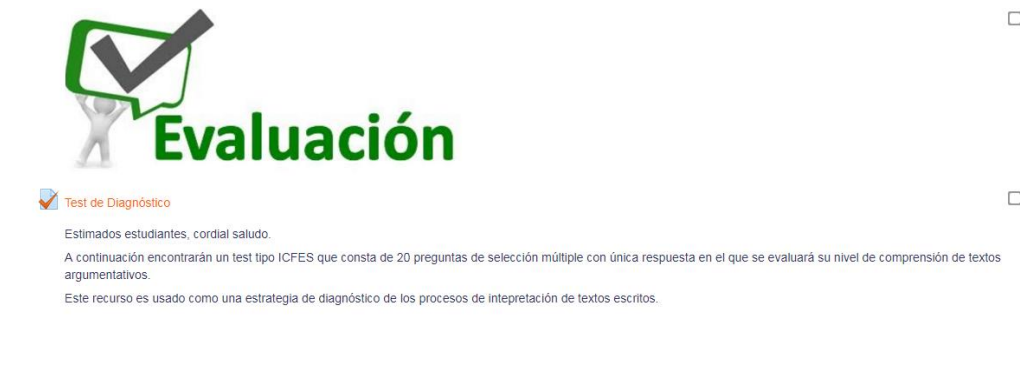 Evaluación
Test de Diagnóstico
Estimados estudiantes, cordial saludo.
A continuación encontrarán un test tipo ICFES que consta de 20 preguntas de selección múltiple con única respuesta en el que se evaluará su nivel de comprensión de textos
argumentativos.
Este recurso es usado como una estrategia de diagnóstico de los procesos de intepretación de textos escritos.